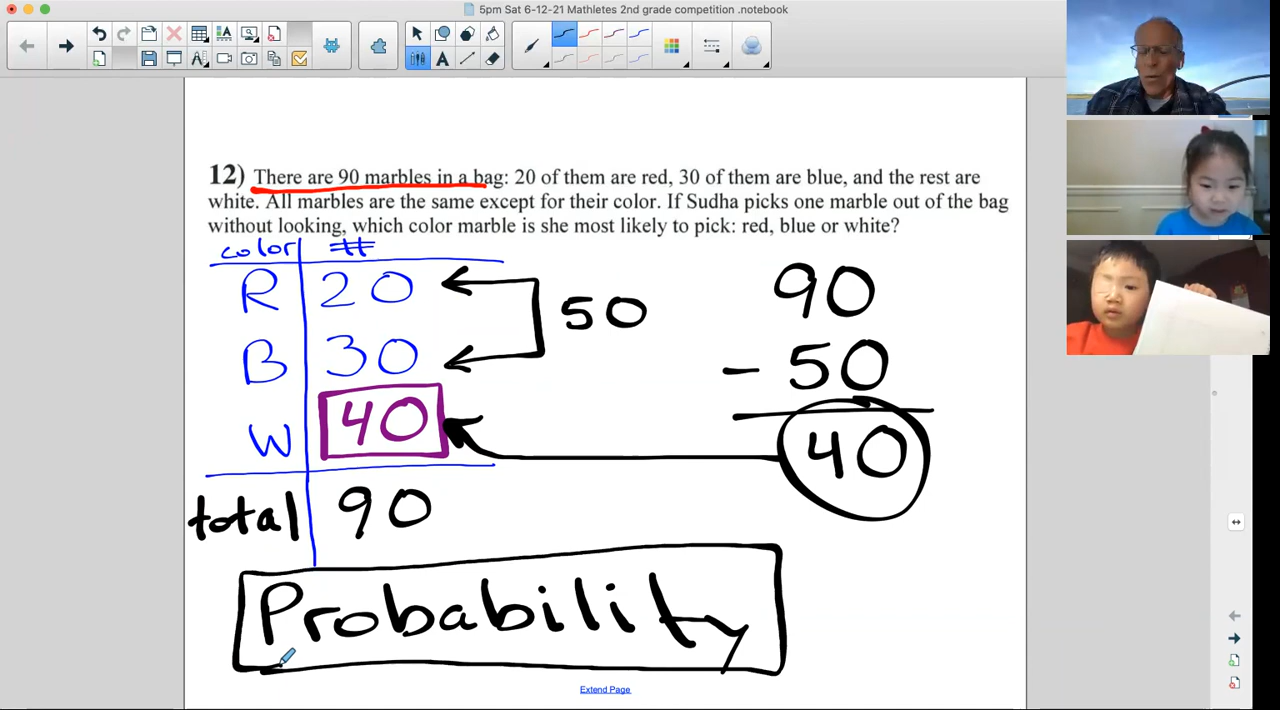 5pm Sat 6-12-21 Mathletes 2nd grade competition .notebook
12) There are 90 marbles in a bag: 20 of them are red, 30 of them are blue, and the rest are
white. All marbles are the same except for their color. If Sudha picks one marble out of the bag
without looking, which color marble is she most likely to pick: red, blue or white?
color #
R 20
B 30
W 40
total 90
50
90
- 50
40
Probability
Extend Page